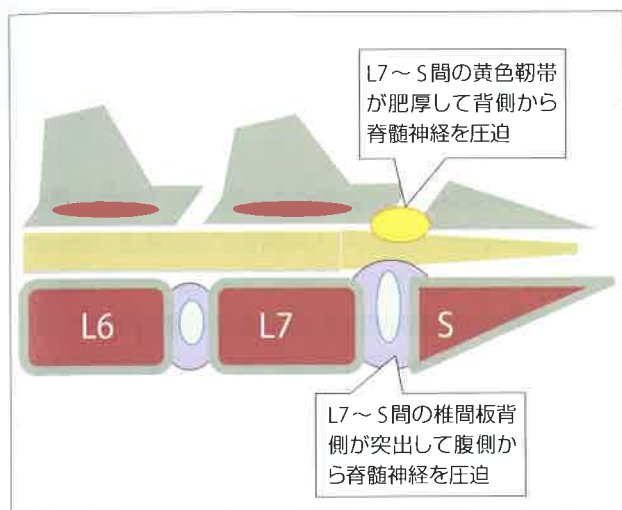 L7～S間の黄色靭帯
が肥厚して背側から
脊髄神経を圧迫
L6
L7
S
L7～S間の椎間板背
側が突出して腹側か
ら脊髄神経を圧迫